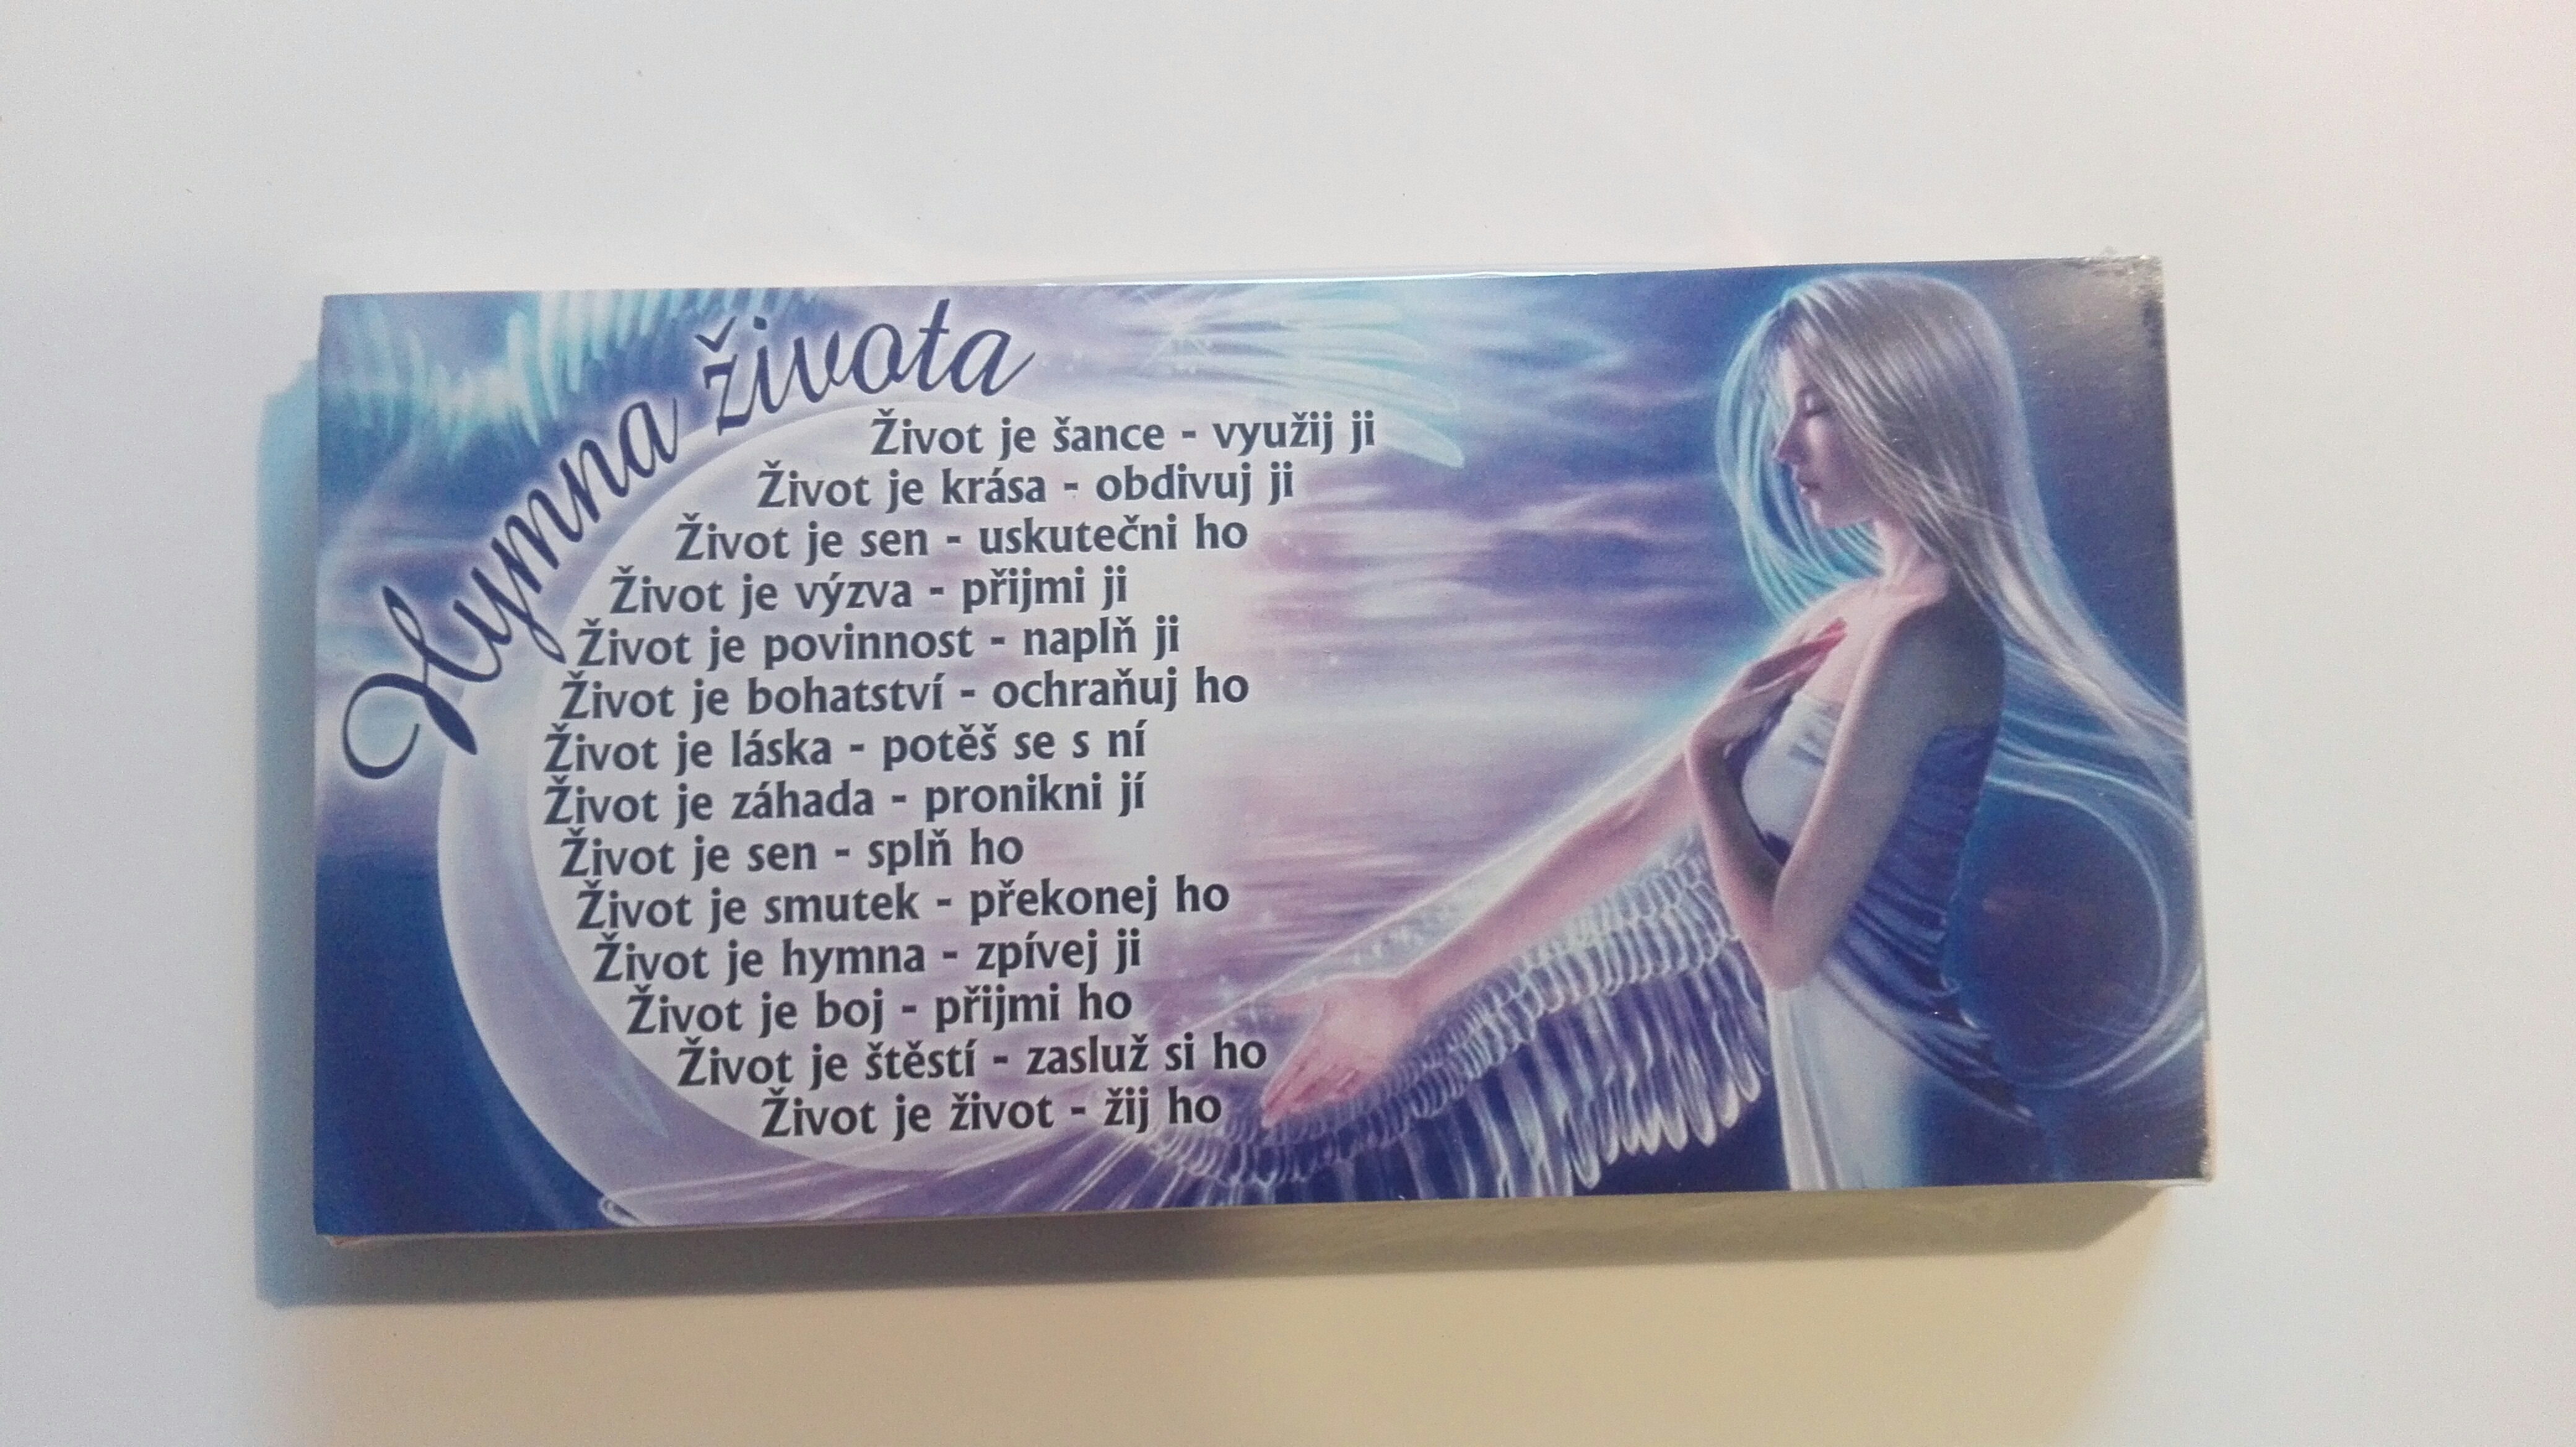 Hymna života
Život je šance - využij ji
Život je krása - obdivuj ji
Život je sen - uskutečni ho
Život je výzva - přijmi ji
Život je povinnost - naplň ji
Život je bohatství - ochraňuj ho
Život je láska - potěš se s ní
Život je záhada - pronikni jí
Život je sen - splň ho
Život je smutek - překonej ho
Život je hymna - zpívej ji
Život je boj - přijmi ho
Život je štěstí - zasluž si ho
Život je život - žij ho